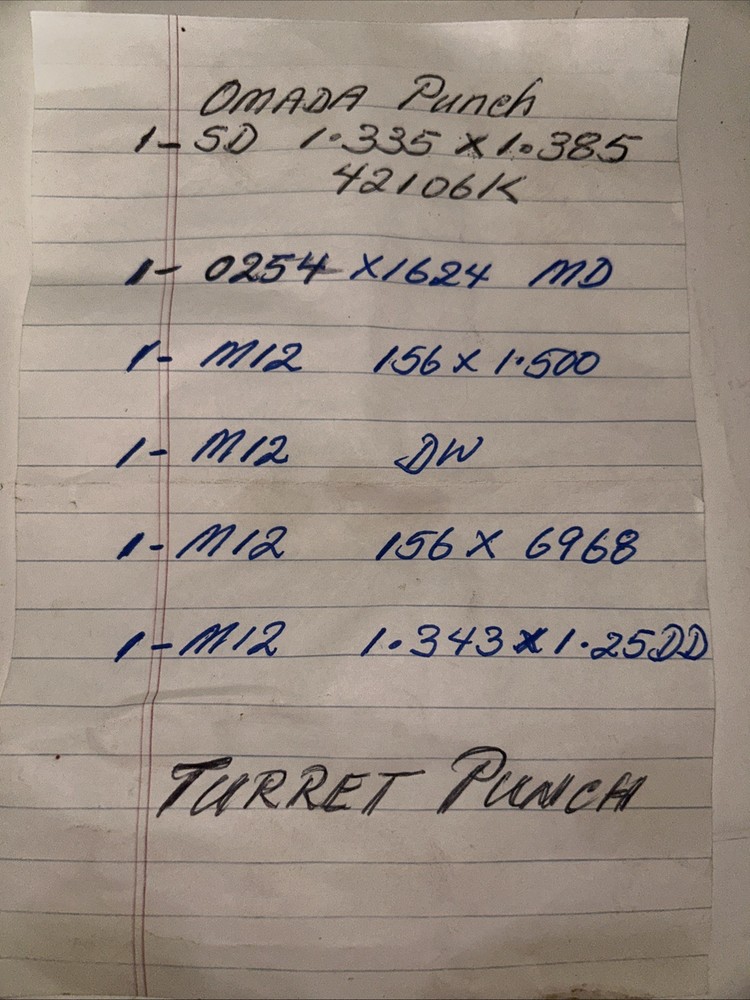 OMADA Punch
1- SD 1.335 x 1.385
42106K
1- 0254 x1624 MD
1- M12 156 x 1.500
1- M12 DW
1- M12 156 x 6968
1- M12 1.343 x 1.25DD
TURRET PUNCH